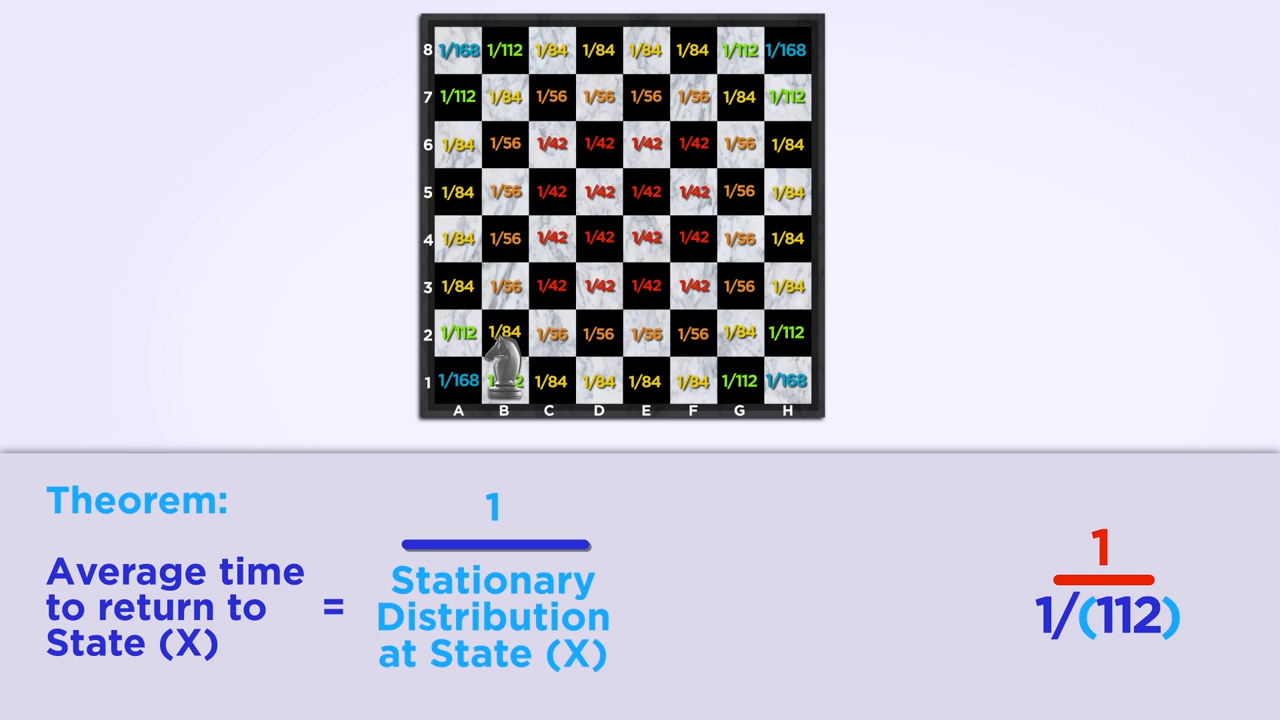 8 1/168 1/112 1/84 1/84 1/84 1/84 1/112 1/168
7 1/112 1/84 1/56 1/56 1/56 1/56 1/84 1/112
6 1/84 1/56 1/42 1/42 1/42 1/42 1/56 1/84
5 1/84 1/56 1/42 1/42 1/42 1/42 1/56 1/84
4 1/84 1/56 1/42 1/42 1/42 1/42 1/56 1/84
3 1/84 1/56 1/42 1/42 1/42 1/42 1/56 1/84
2 1/112 1/84 1/56 1/56 1/56 1/56 1/84 1/112
1 1/168 1/84 1/84 1/84 1/84 1/112 1/168
A B C D E F G H
Theorem:
Average time
to return to
State (X)
=
1
Stationary
Distribution
at State (X)
1
1/(112)